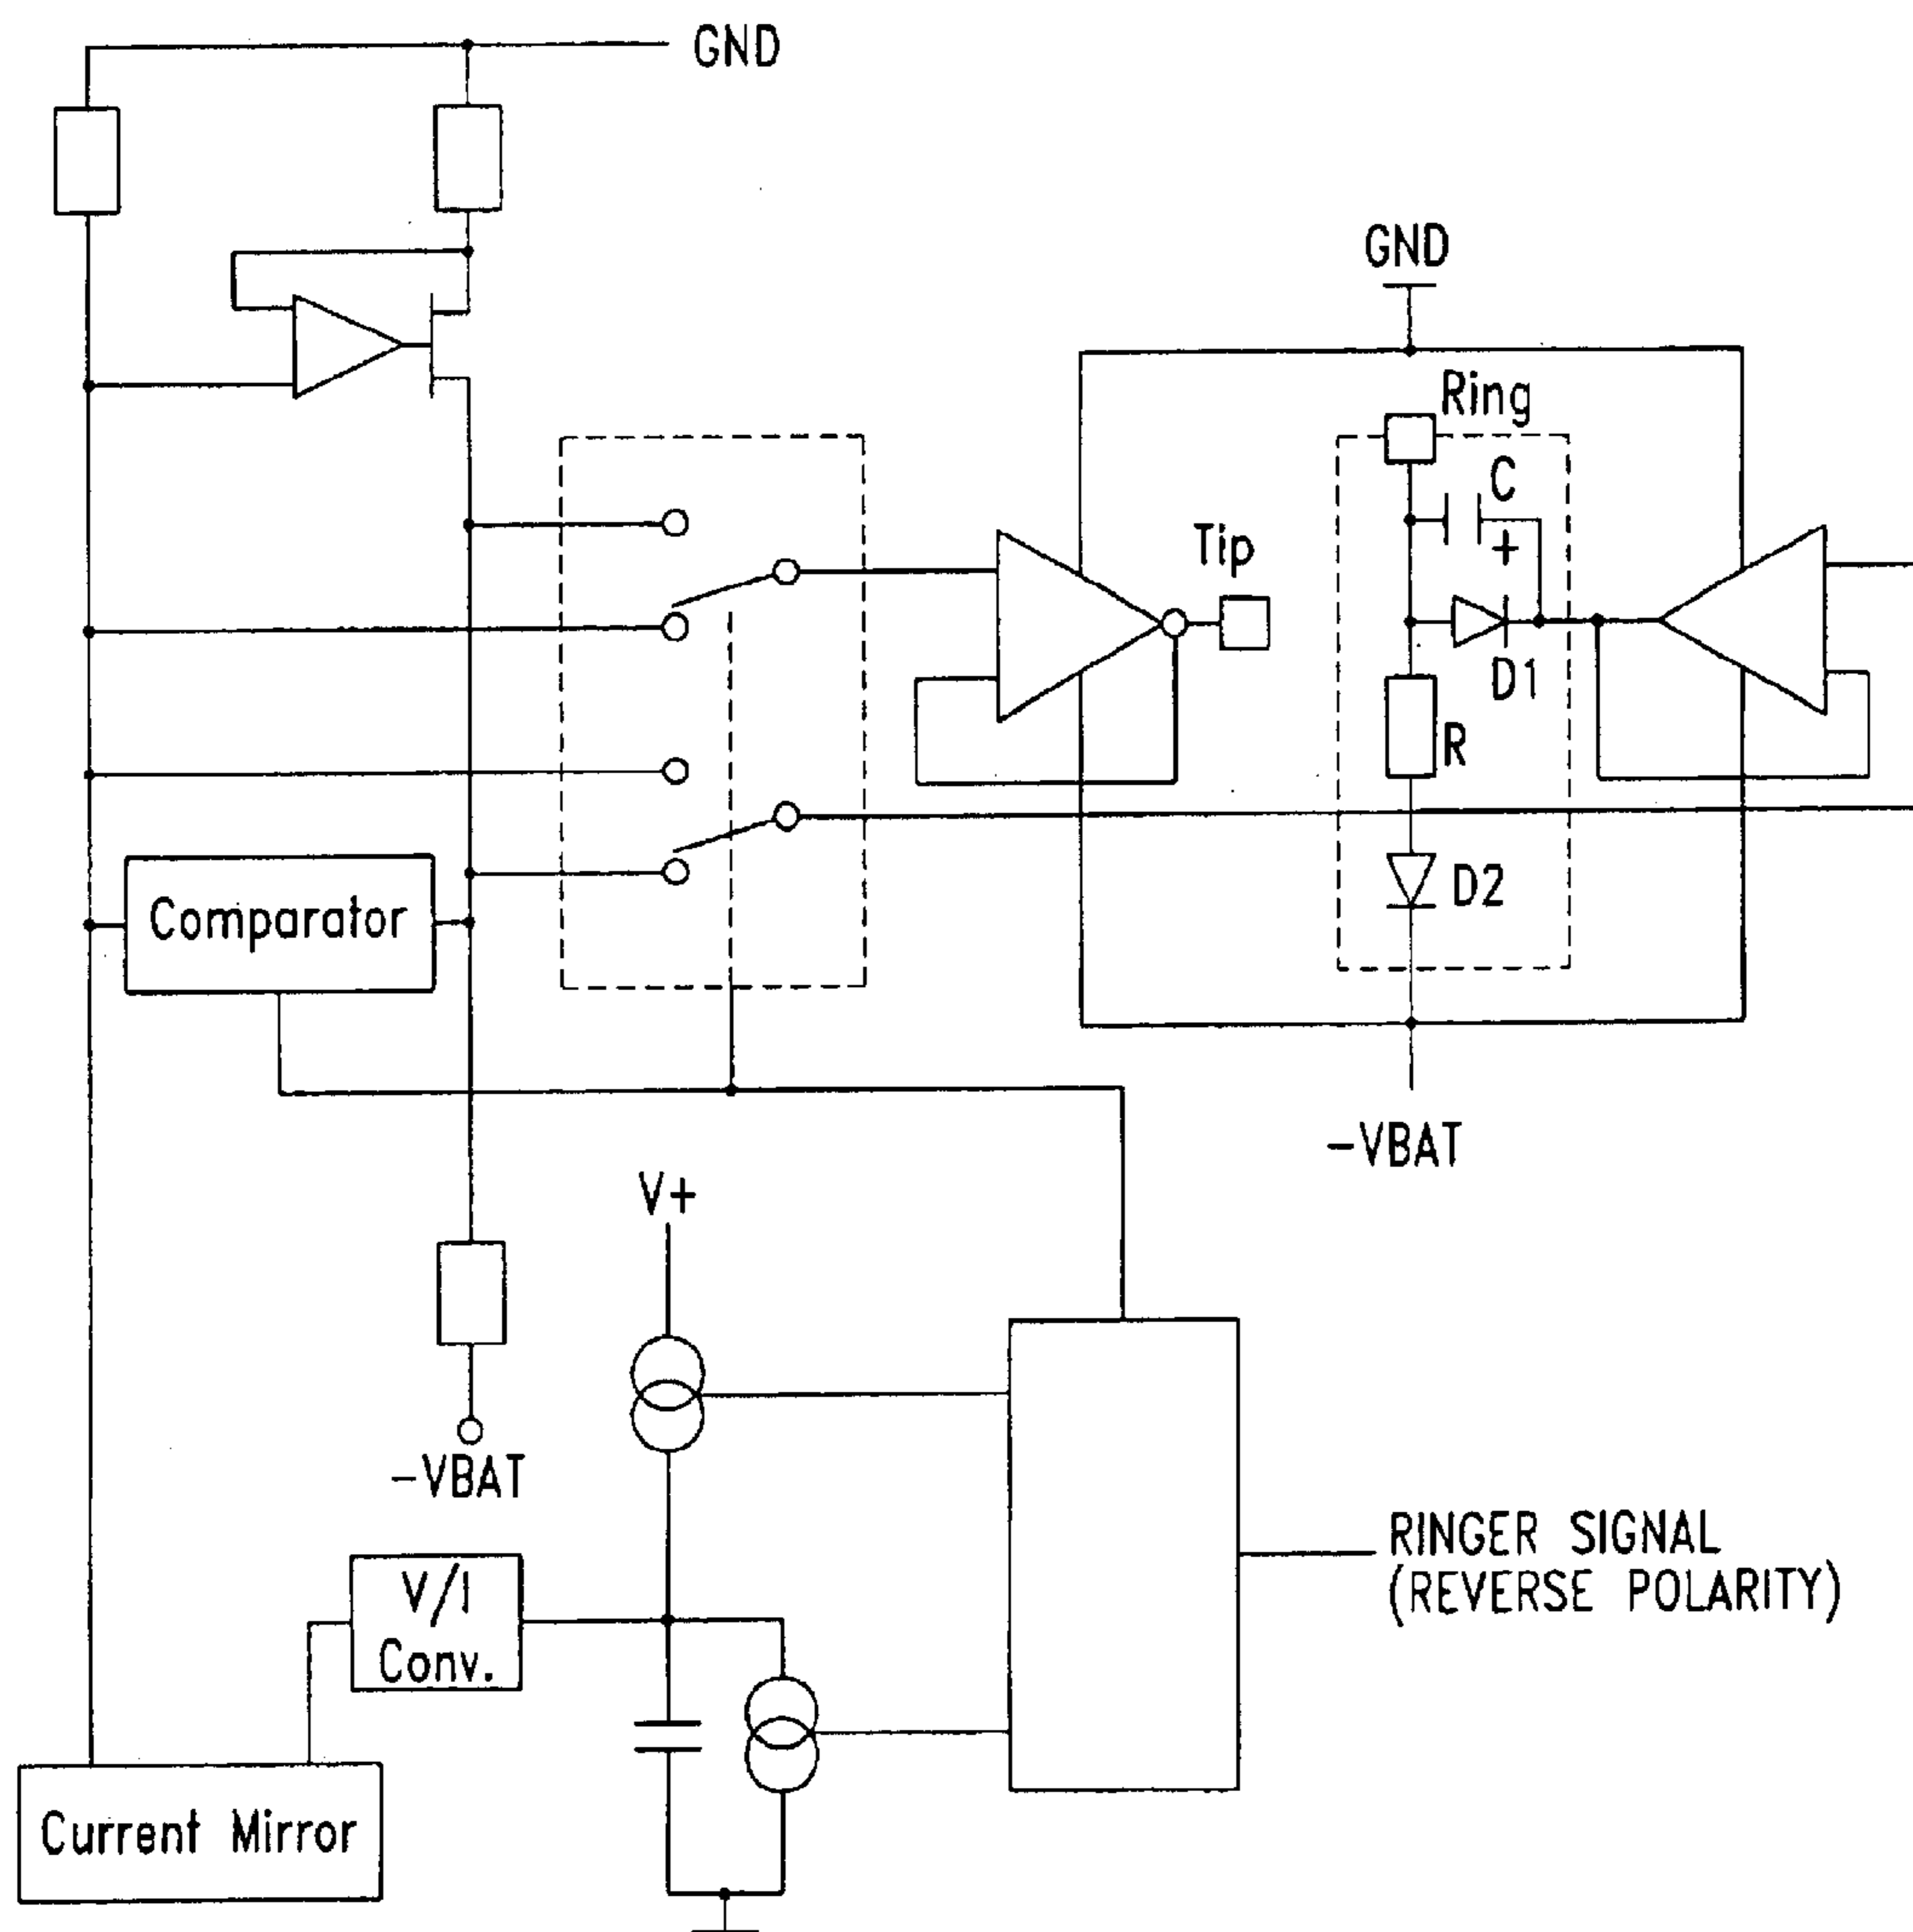 GND
GND
Ring
C
+
Tip
D1
R
D2
Comparator
-VBAT
V+
-VBAT
RINGER SIGNAL
(REVERSE POLARITY)
V/I
Conv.
Current Mirror